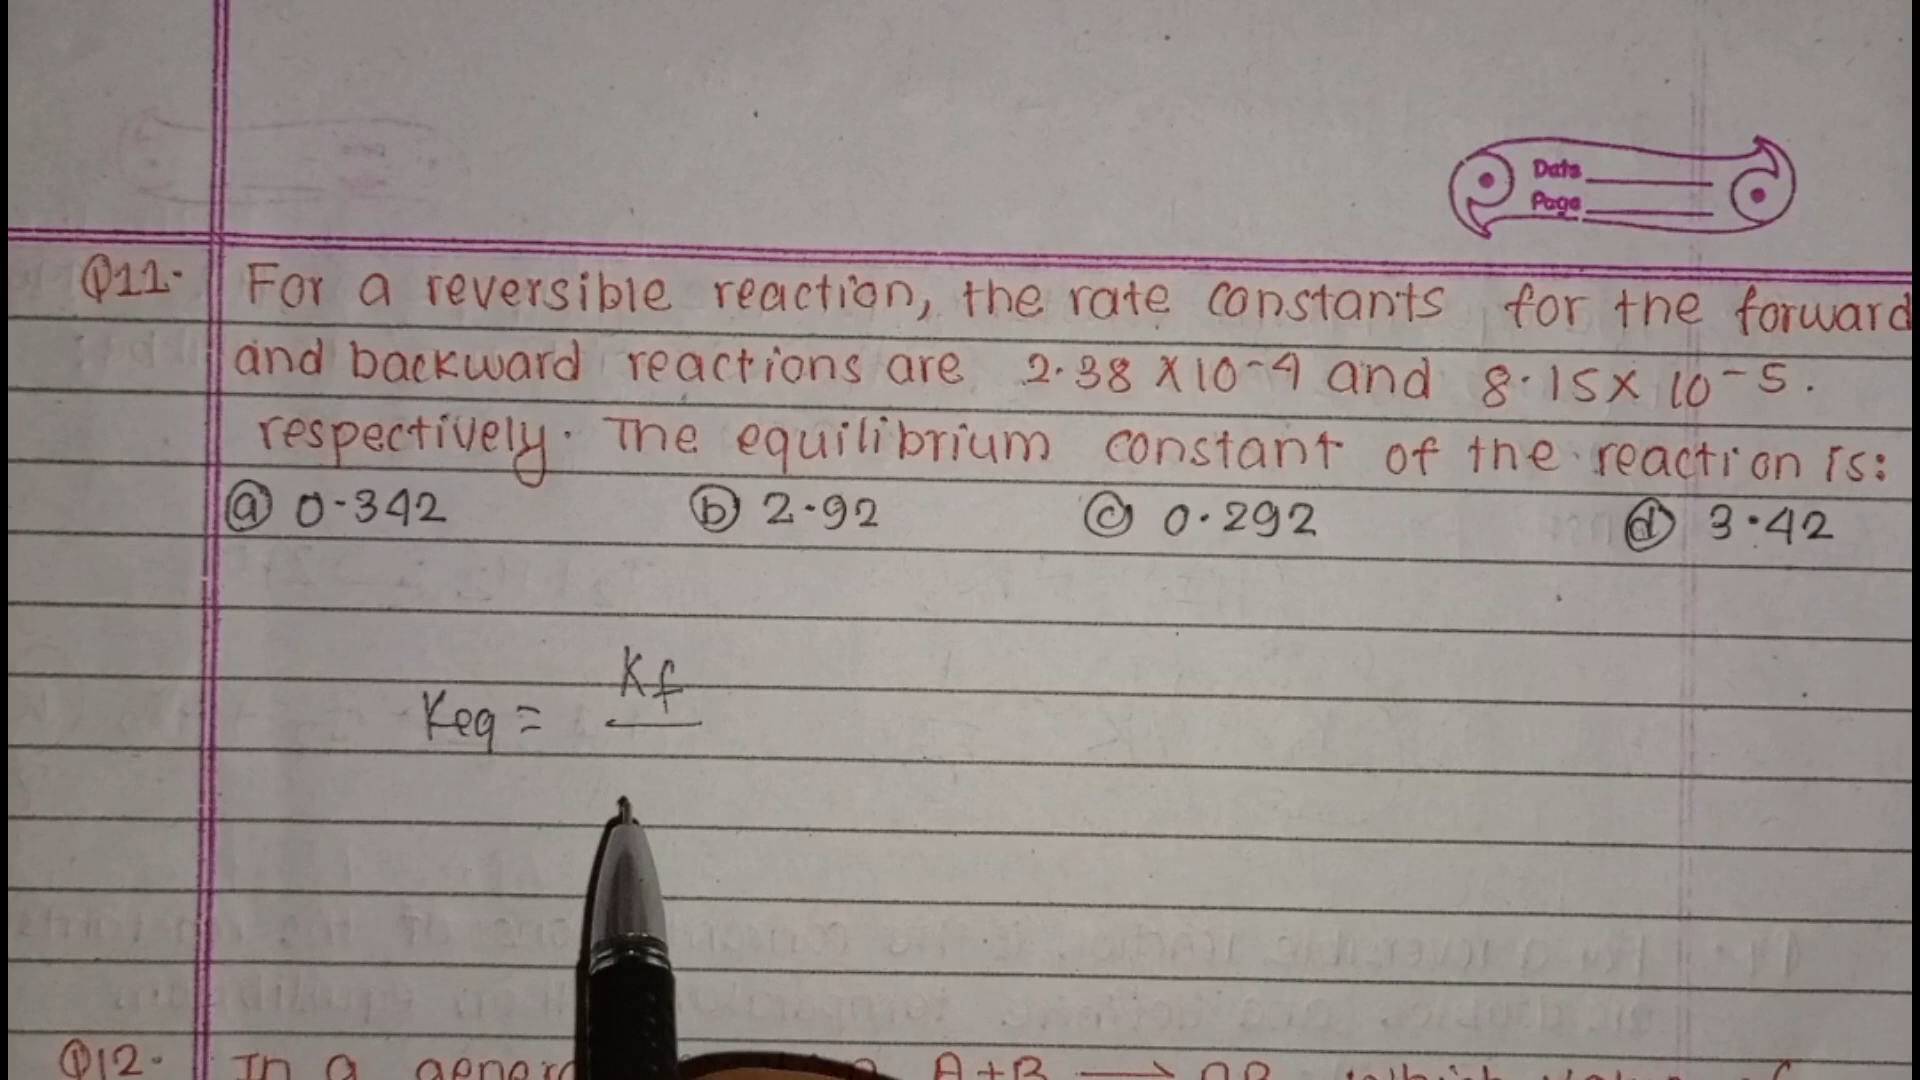 Date
Page
Q11. For a reversible reaction, the rate constants for the forward
and backward reactions are 2.38 X 10-4 and 8.15X 10-5.
respectively. The equilibrium constant of the reaction is:
(a) 0.342 (b) 2.92 (c) 0.292 (d) 3.42
Kf
Keq =
Q12. In a A+B →